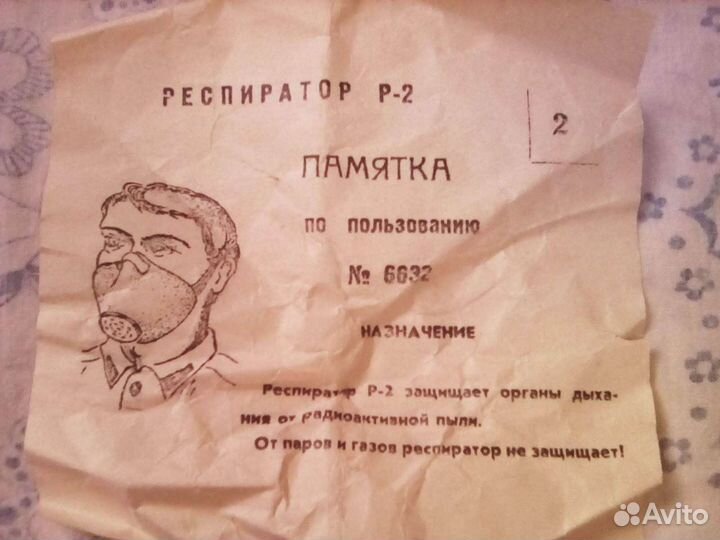 РЕСПИРАТОР Р-2
2
ПАМЯТКА
по пользованию
№ 6632
НАЗНАЧЕНИЕ
Респиратор Р-2 защищает органы дыха-
ния от радиоактивной пыли.
От паров и газов респиратор не защищает!
Avito